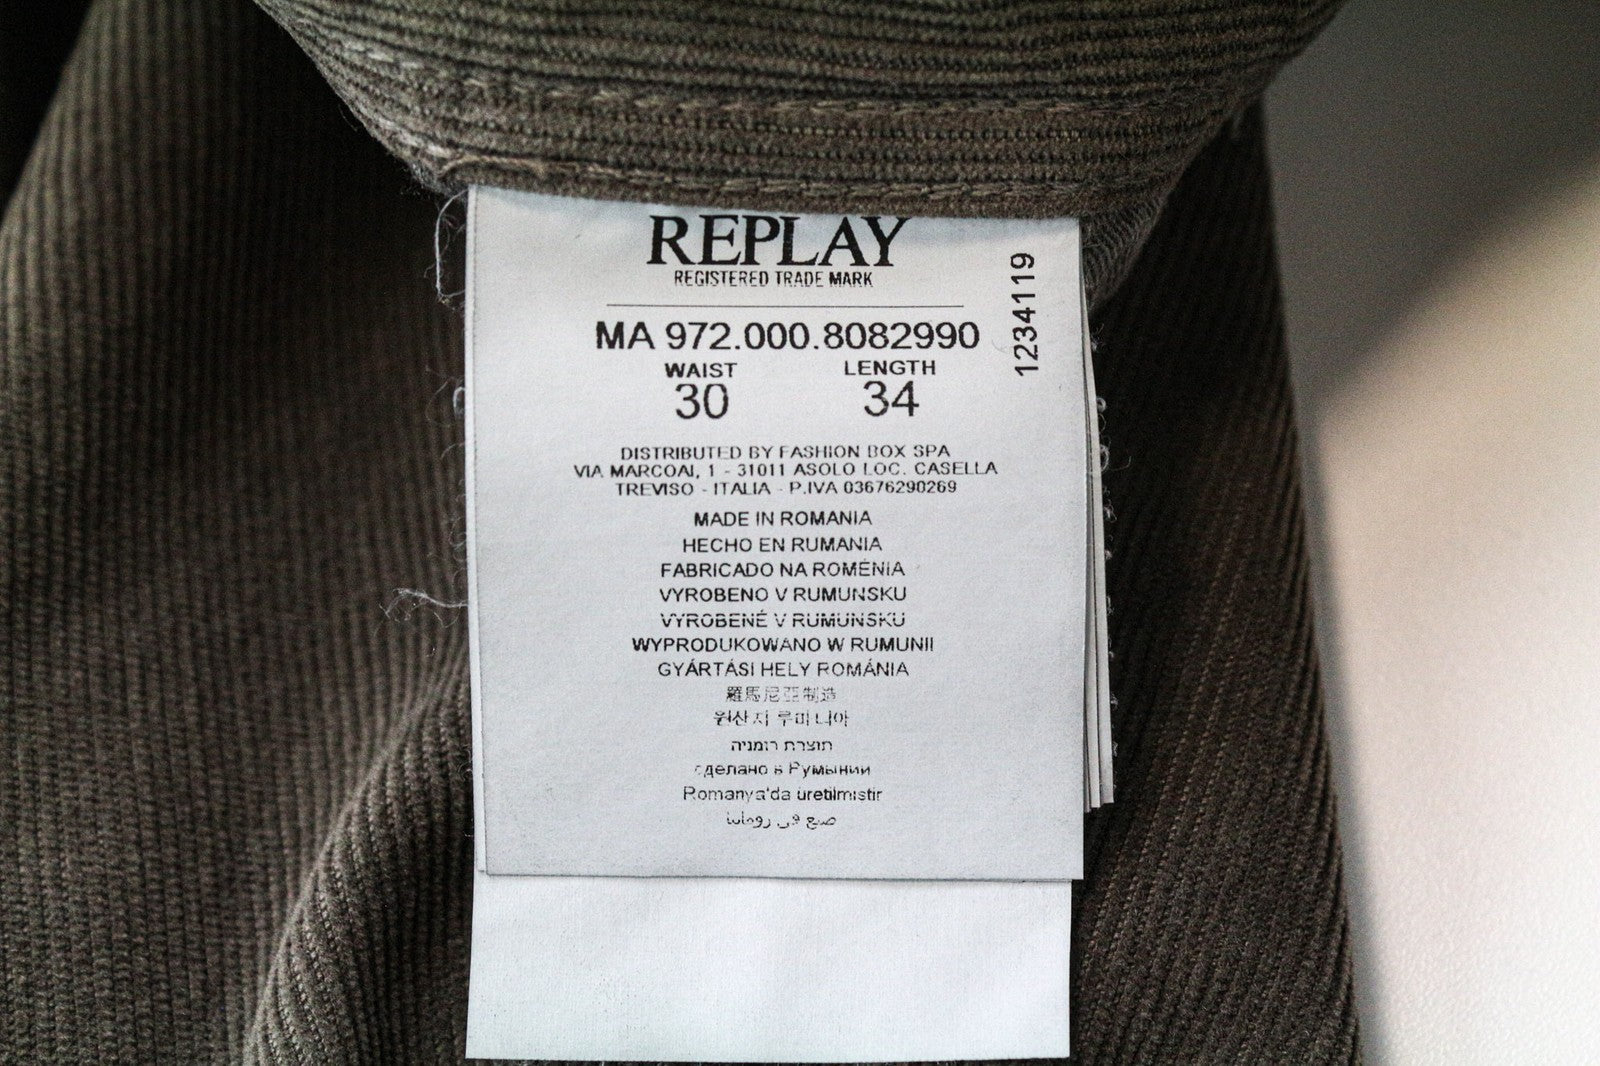 REPLAY
REGISTERED TRADE MARK
1234119
MA 972.000.8082990
WAIST LENGTH
30 34
DISTRIBUTED BY FASHION BOX SPA
VIA MARCOAI, 1 - 31011 ASOLO LOC. CASELLA
TREVISO - ITALIA - P.IVA 03676290269
MADE IN ROMANIA
HECHO EN RUMANIA
FABRICADO NA ROMÉNIA
VYROBENO V RUMUNSKU
VYROBENÉ V RUMUNSKU
WYPRODUKOWANO W RUMUNII
GYÁRTÁSI HELY ROMÁNIA
羅馬尼亞制造
원산지 루마니아
תוצרת רומניה
сделано в Румынии
Romanya'da üretilmistir
صنع في رومانيا